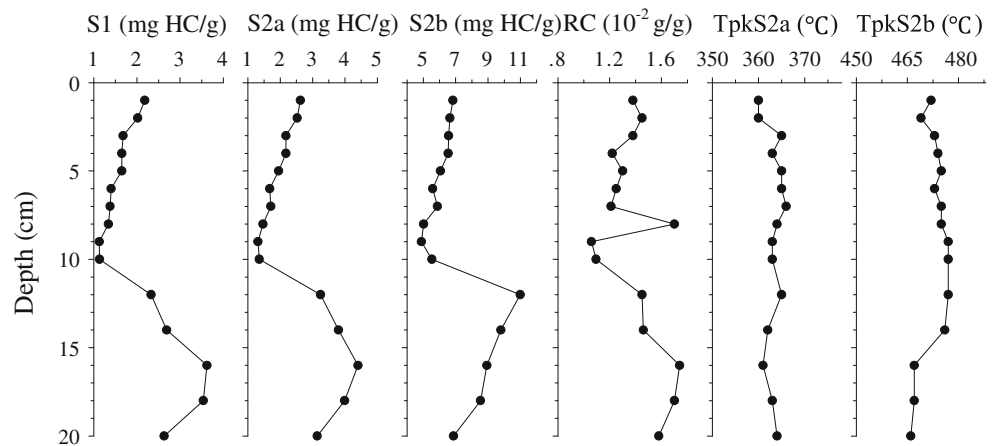 S1 (mg HC/g) S2a (mg HC/g) S2b (mg HC/g) RC (10⁻² g/g) TpkS2a (°C) TpkS2b (°C)
1 2 3 4 1 2 3 4 5 5 7 9 11 .8 1.2 1.6 350 360 370 450 465 480
0
5
10
15
20
Depth (cm)